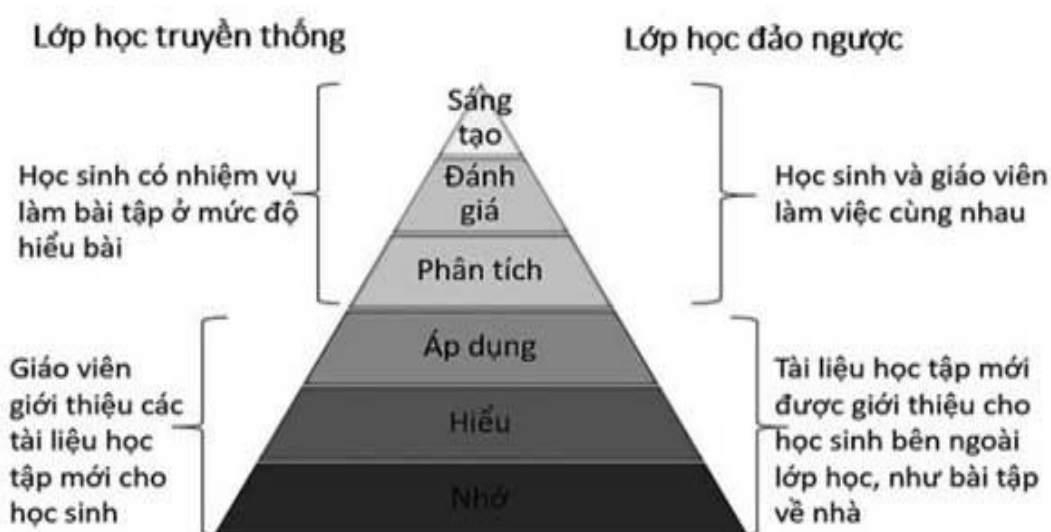 Lớp học truyền thống
Lớp học đảo ngược
Học sinh có nhiệm vụ
làm bài tập ở mức độ
hiểu bài
Giáo viên
giới thiệu các
tài liệu học
tập mới cho
học sinh
Sáng
tạo
Đánh
giá
Phân tích
Áp dụng
Hiểu
Nhớ
Học sinh và giáo viên
làm việc cùng nhau
Tài liệu học tập mới
được giới thiệu cho
học sinh bên ngoài
lớp học, như bài tập
về nhà